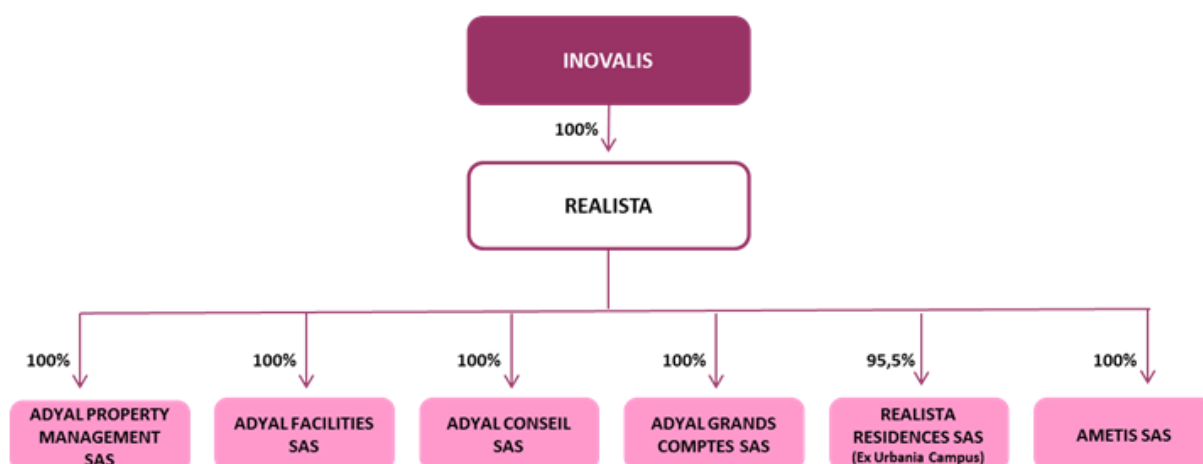 INOVALIS
100%
REALISTA
100%
100%
100%
100%
95,5%
100%
ADYAL PROPERTY
MANAGEMENT
SAS
ADYAL FACILITIES
SAS
ADYAL CONSEIL
SAS
ADYAL GRANDS
COMPTES SAS
REALISTA
RESIDENCES SAS
(Ex Urbania Campus)
AMETIS SAS